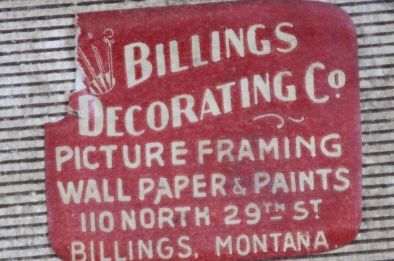 BILLINGS
DECORATING Co.
PICTURE FRAMING
WALL PAPER & PAINTS
110 NORTH 29TH ST
BILLINGS, MONTANA.